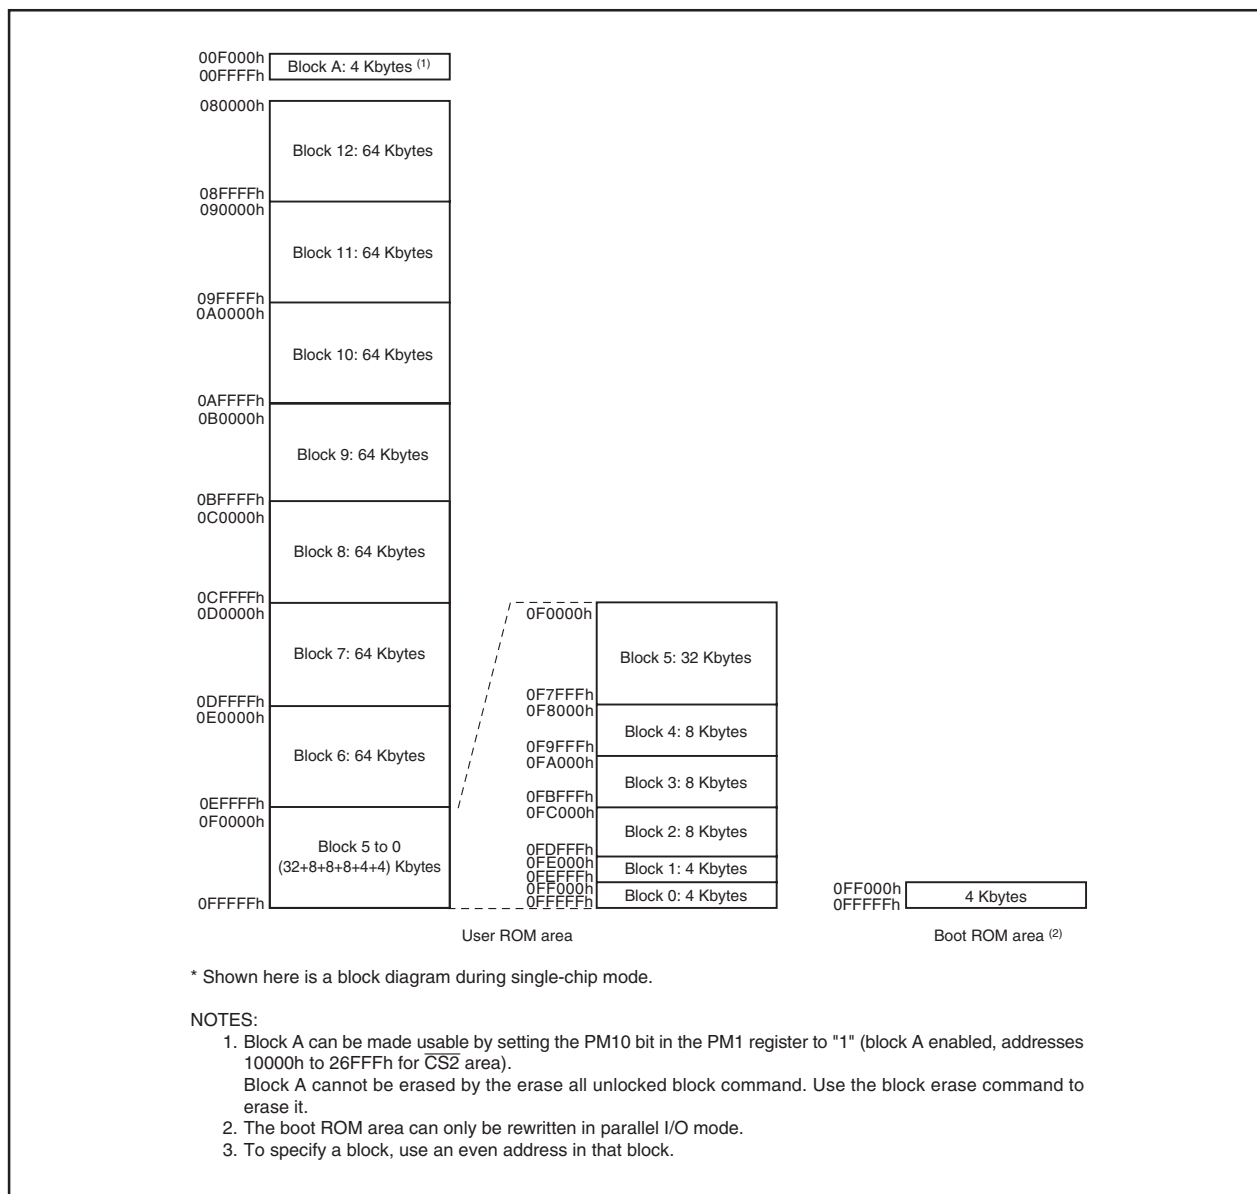 00F000h
Block A: 4 Kbytes (1)
00FFFFh
080000h
Block 12: 64 Kbytes
08FFFFh
090000h
Block 11: 64 Kbytes
09FFFFh
0A0000h
Block 10: 64 Kbytes
0AFFFFh
0B0000h
Block 9: 64 Kbytes
0BFFFFh
0C0000h
Block 8: 64 Kbytes
0CFFFFh
0D0000h
Block 7: 64 Kbytes
0DFFFFh
0E0000h
Block 6: 64 Kbytes
0EFFFFh
0F0000h
Block 5 to 0
(32+8+8+8+4+4) Kbytes
0FFFFFh
0F0000h
Block 5: 32 Kbytes
0F7FFFh
0F8000h
Block 4: 8 Kbytes
0F9FFFh
0FA000h
Block 3: 8 Kbytes
0FBFFFh
0FC000h
Block 2: 8 Kbytes
0FDFFFh
0FE000h
Block 1: 4 Kbytes
0FEFFFh
0FF000h
Block 0: 4 Kbytes
0FFFFFh
0FF000h
4 Kbytes
0FFFFFh
User ROM area
Boot ROM area (2)
* Shown here is a block diagram during single-chip mode.
NOTES:
1. Block A can be made usable by setting the PM10 bit in the PM1 register to "1" (block A enabled, addresses
10000h to 26FFFh for CS2 area).
Block A cannot be erased by the erase all unlocked block command. Use the block erase command to
erase it.
2. The boot ROM area can only be rewritten in parallel I/O mode.
3. To specify a block, use an even address in that block.